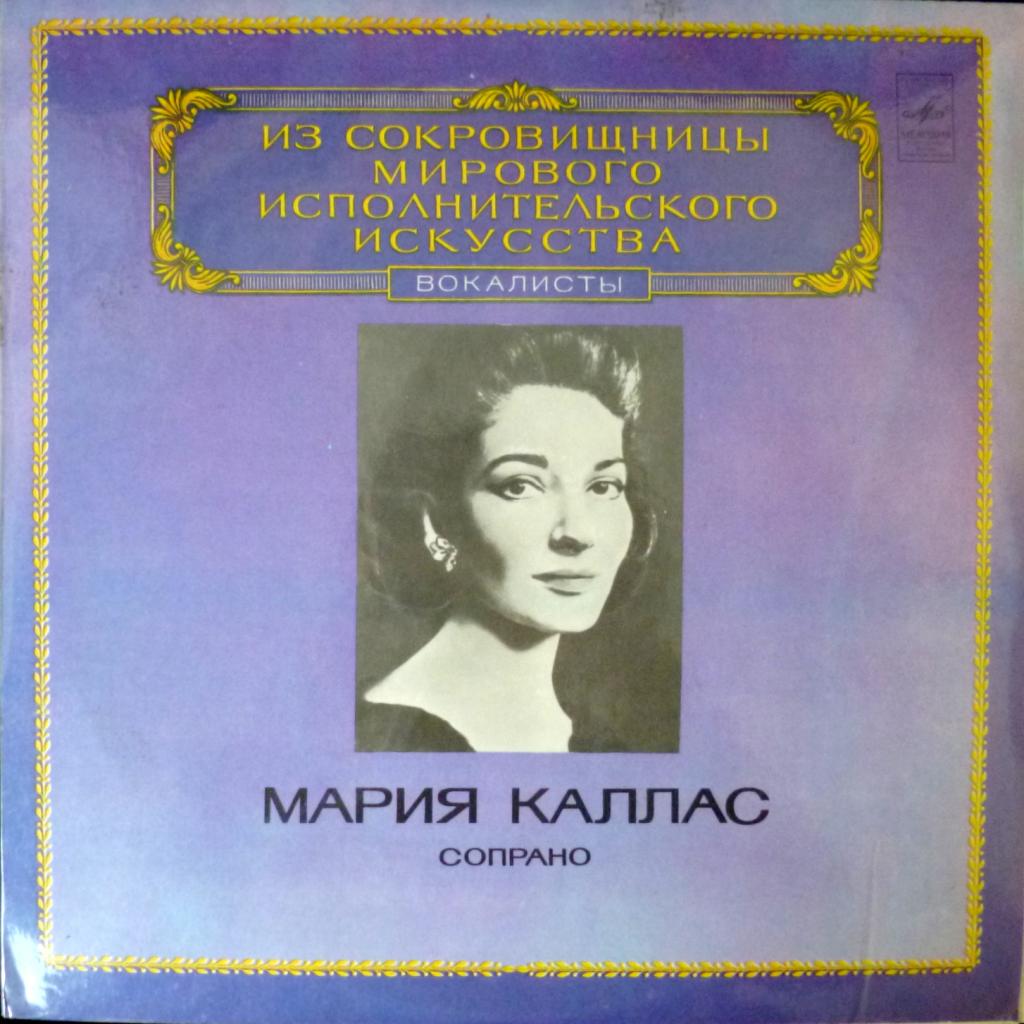 ИЗ СОКРОВИЩНИЦЫ
МИРОВОГО
ИСПОЛНИТЕЛЬСКОГО
ИСКУССТВА
ВОКАЛИСТЫ
МАРИЯ КАЛЛАС
СОПРАНО